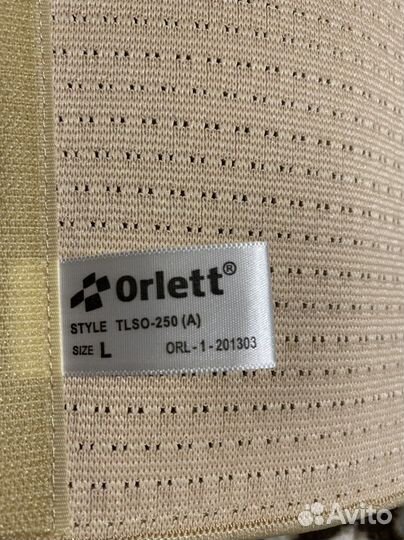 Orlett®
STYLE TLSO-250 (A)
SIZE L ORL - 1 - 201303
Avito